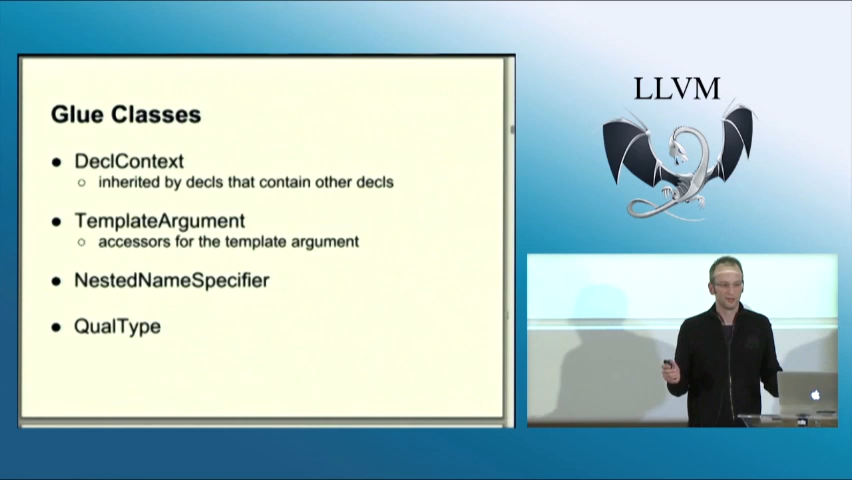 Glue Classes
● DeclContext
○ inherited by decls that contain other decls
● TemplateArgument
○ accessors for the template argument
● NestedNameSpecifier
● QualType
LLVM